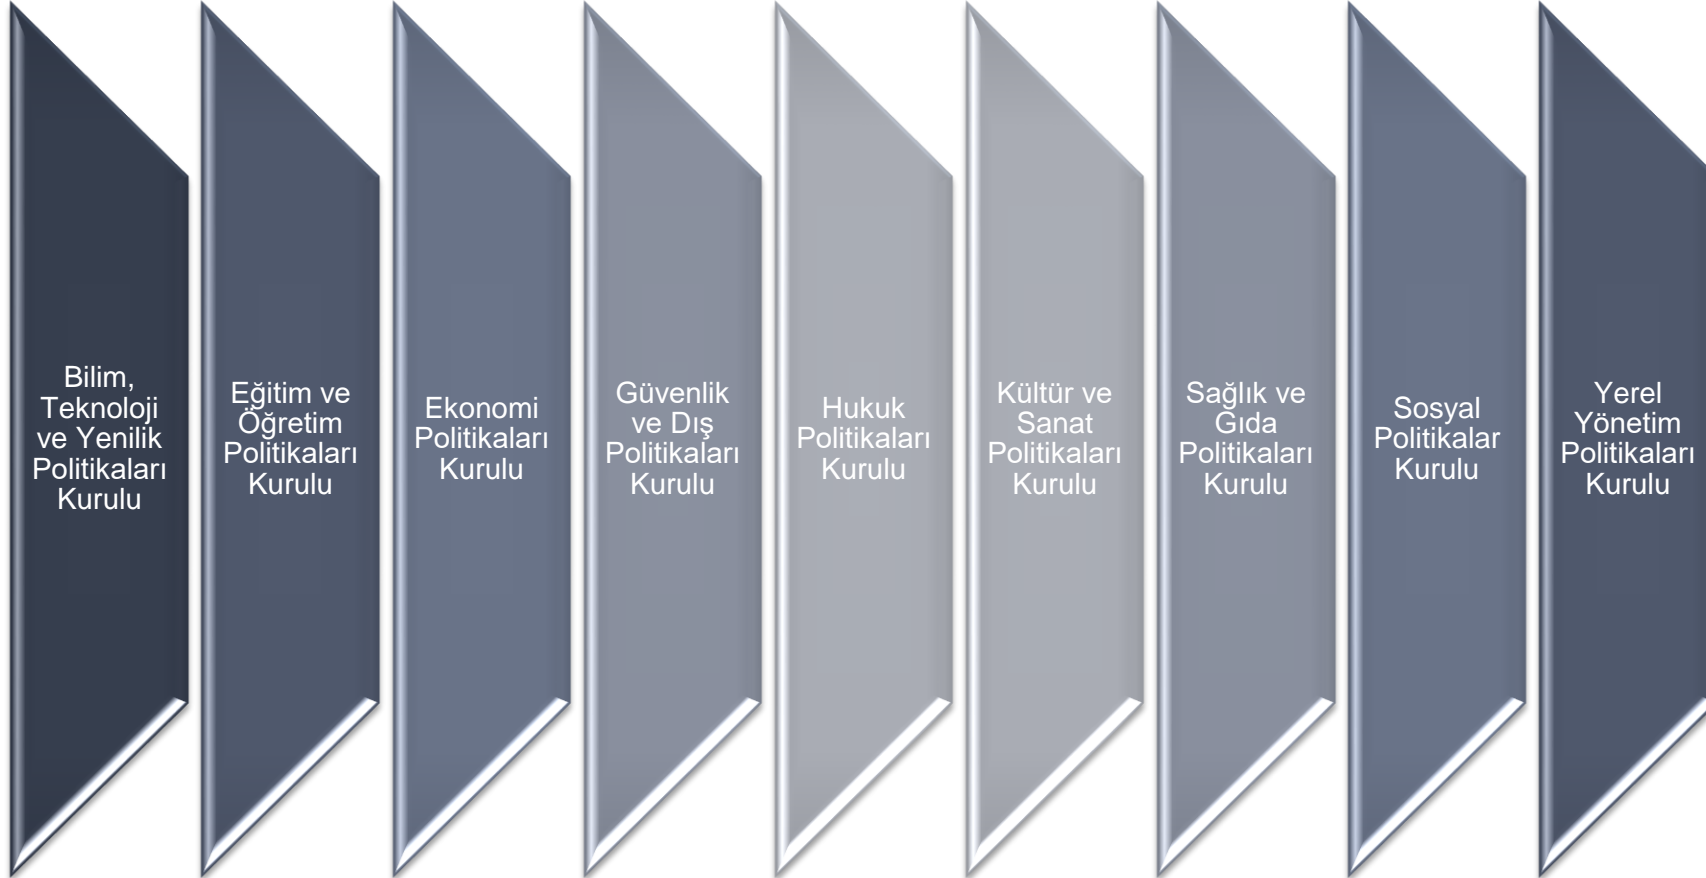 Bilim,
Teknoloji
ve Yenilik
Politikaları
Kurulu
Eğitim ve
Öğretim
Politikaları
Kurulu
Ekonomi
Politikaları
Kurulu
Güvenlik
ve Dış
Politikaları
Kurulu
Hukuk
Politikaları
Kurulu
Kültür ve
Sanat
Politikaları
Kurulu
Sağlık ve
Gıda
Politikaları
Kurulu
Sosyal
Politikalar
Kurulu
Yerel
Yönetim
Politikaları
Kurulu